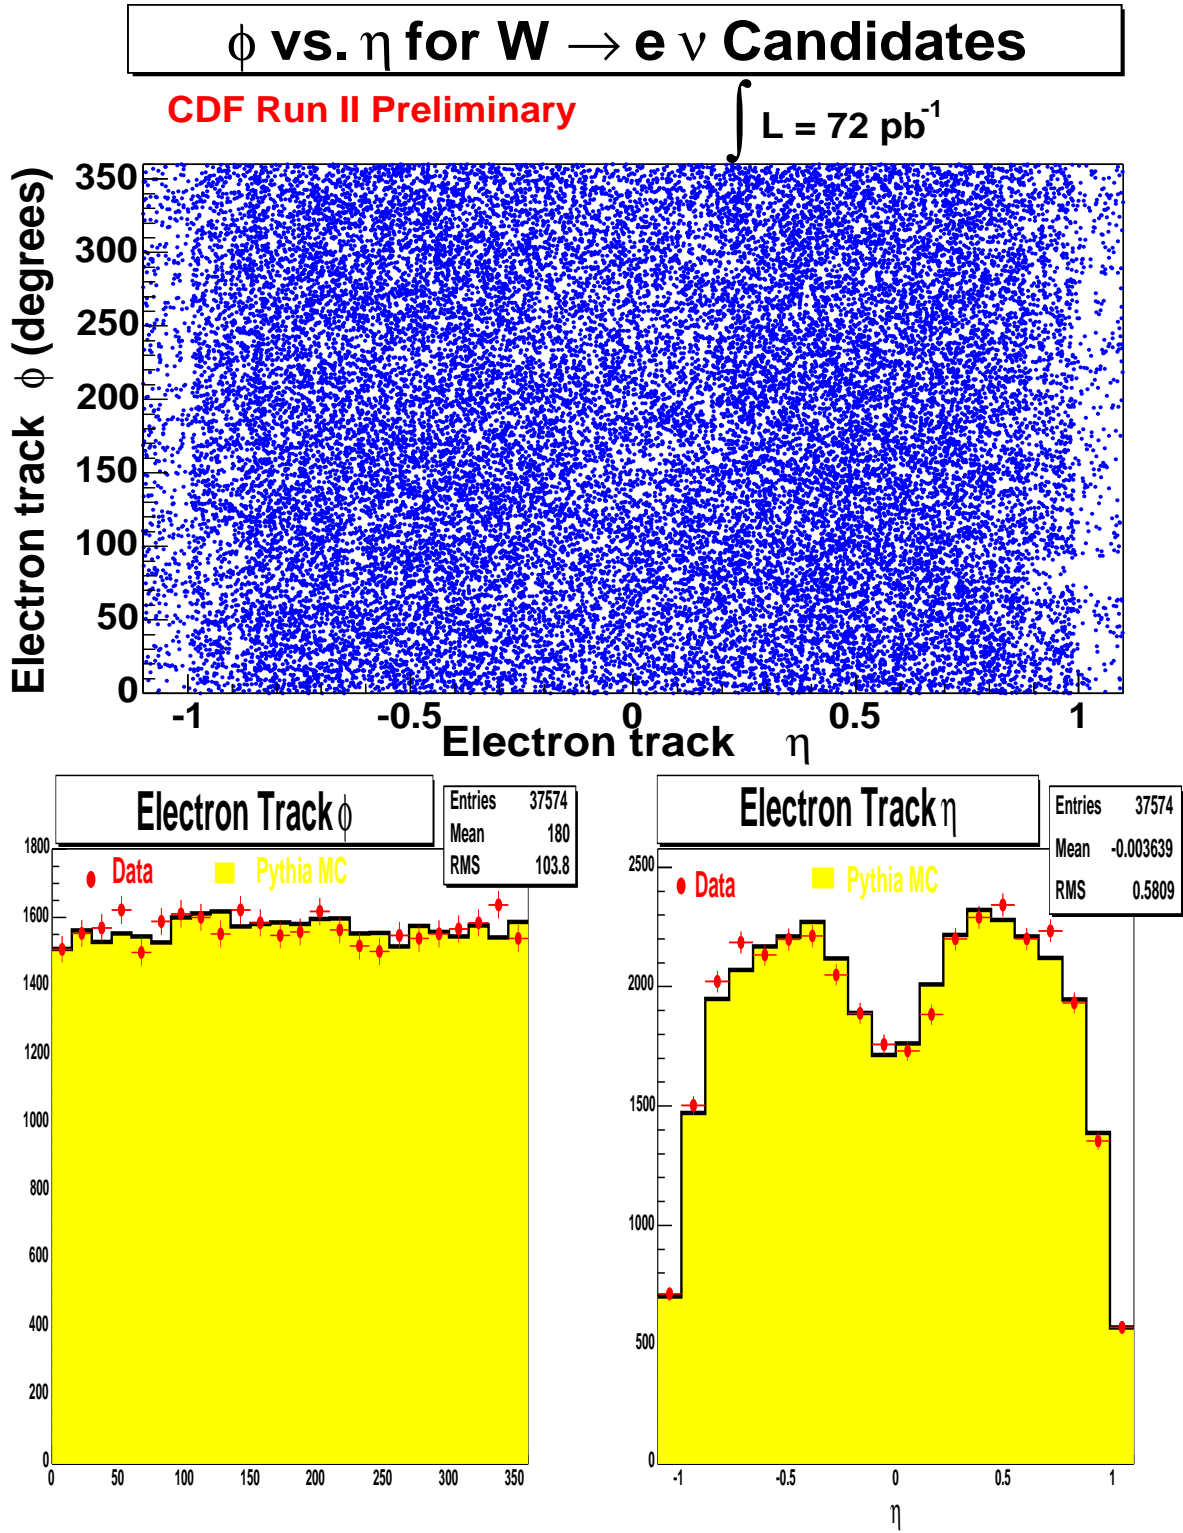 ϕ vs. η for W → e ν Candidates
CDF Run II Preliminary
∫ L = 72 pb⁻¹
Electron track ϕ (degrees)
350
300
250
200
150
100
50
0
-1 -0.5 0 0.5 1
Electron track η
Electron Track ϕ
Entries 37574
Mean 180
RMS 103.8
Data
Pythia MC
1800
1600
1400
1200
1000
800
600
400
200
0
0 50 100 150 200 250 300 350
Electron Track η
Entries 37574
Mean -0.003639
RMS 0.5809
Data
Pythia MC
2500
2000
1500
1000
500
0
-1 -0.5 0 0.5 1
η